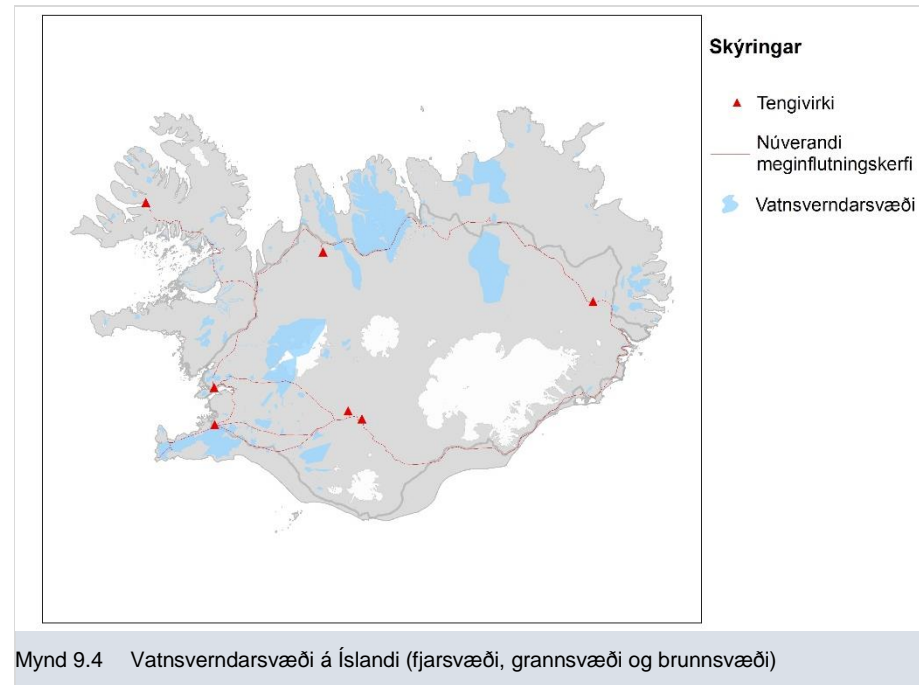 Skýringar
Tengivirki
Núverandi
meginflutningskerfi
Vatnsverndarsvæði
Mynd 9.4 Vatnsverndarsvæði á Íslandi (fjarsvæði, grannsvæði og brunnsvæði)